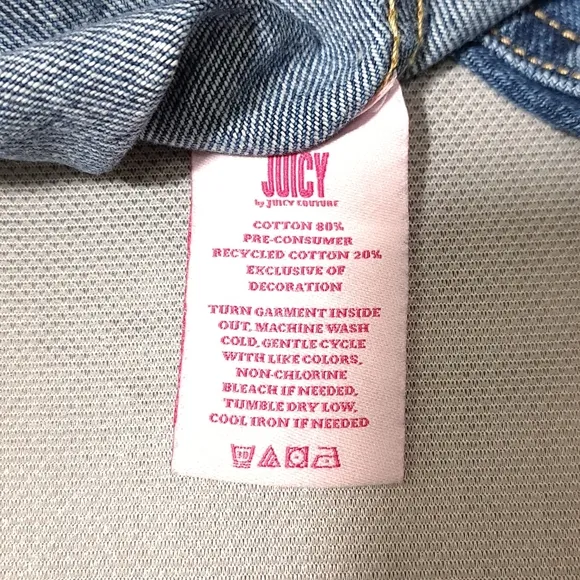 JUICY
by JUICY COUTURE
COTTON 80%
PRE-CONSUMER
RECYCLED COTTON 20%
EXCLUSIVE OF
DECORATION
TURN GARMENT INSIDE
OUT, MACHINE WASH
COLD, GENTLE CYCLE
WITH LIKE COLORS,
NON-CHLORINE
BLEACH IF NEEDED,
TUMBLE DRY LOW,
COOL IRON IF NEEDED